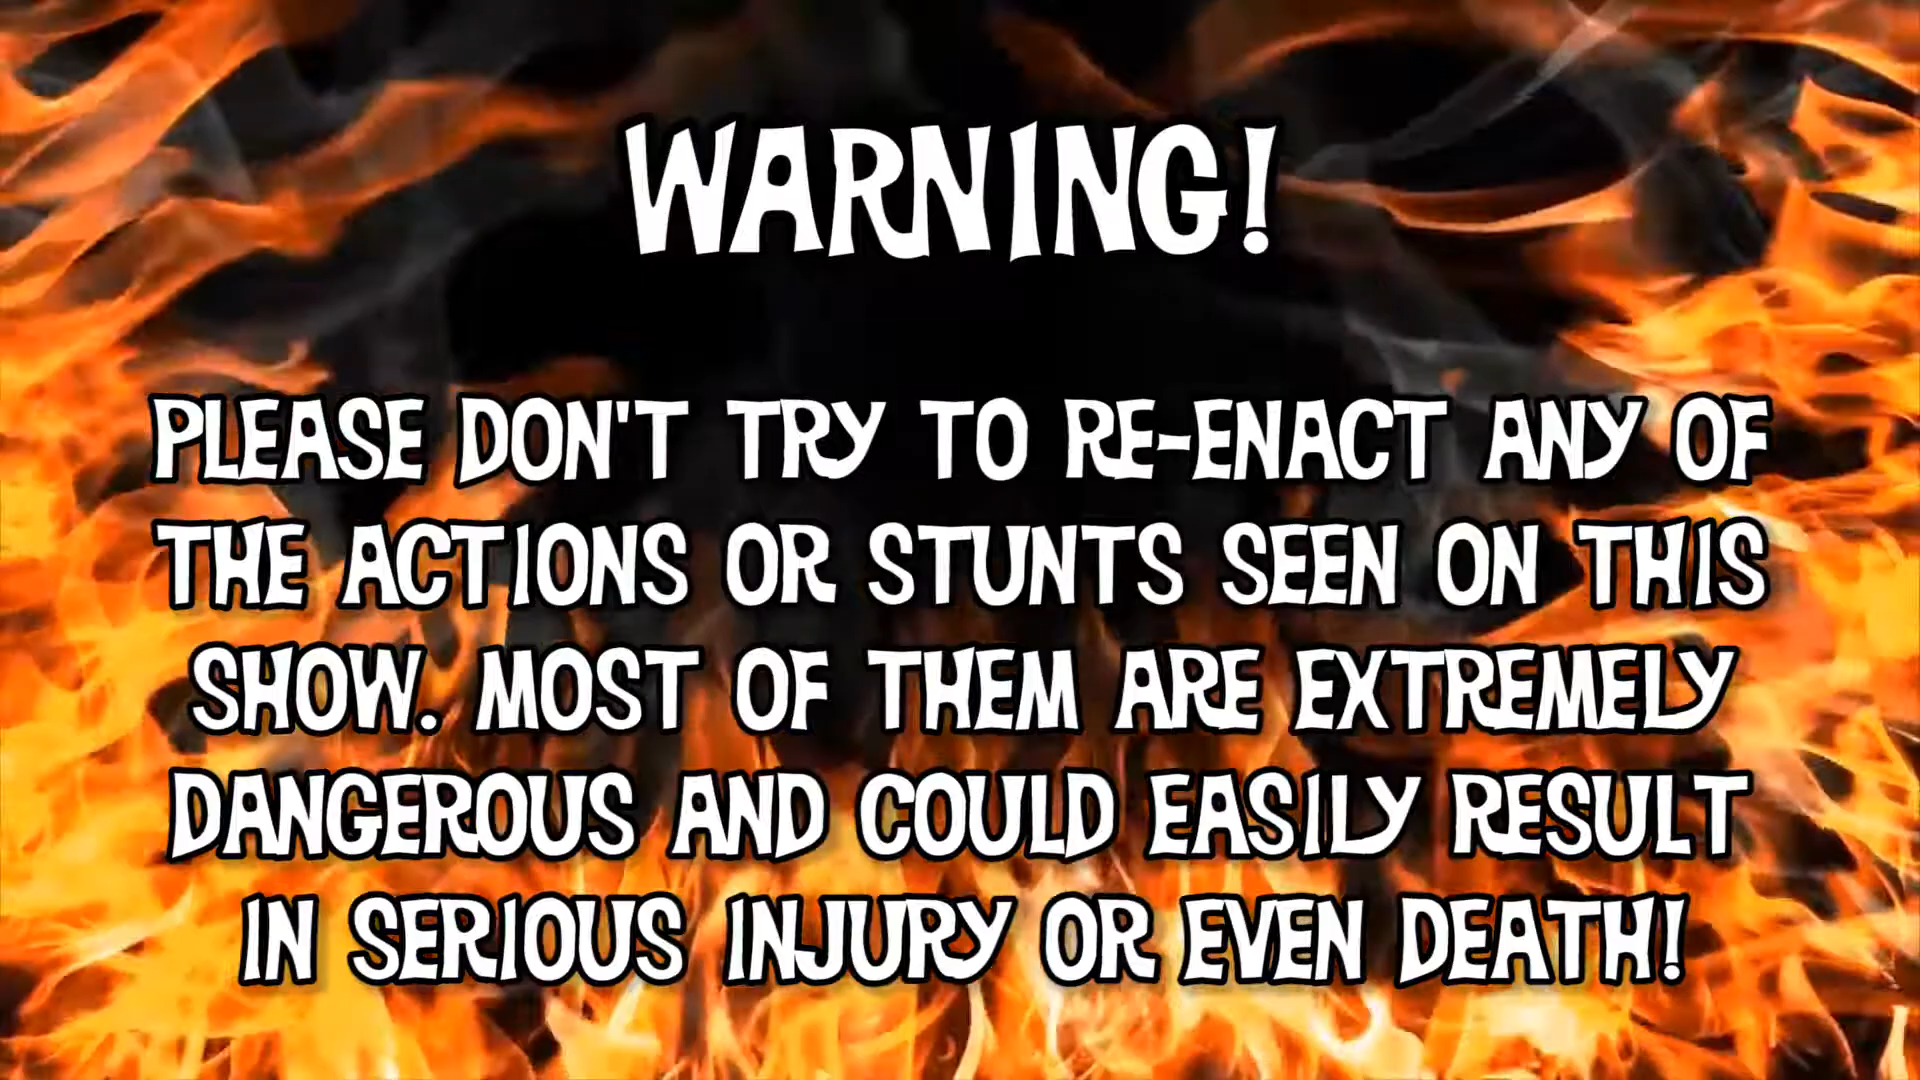 WARNING!
PLEASE DON'T TRY TO RE-ENACT ANY OF
THE ACTIONS OR STUNTS SEEN ON THIS
SHOW. MOST OF THEM ARE EXTREMELY
DANGEROUS AND COULD EASILY RESULT
IN SERIOUS INJURY OR EVEN DEATH!